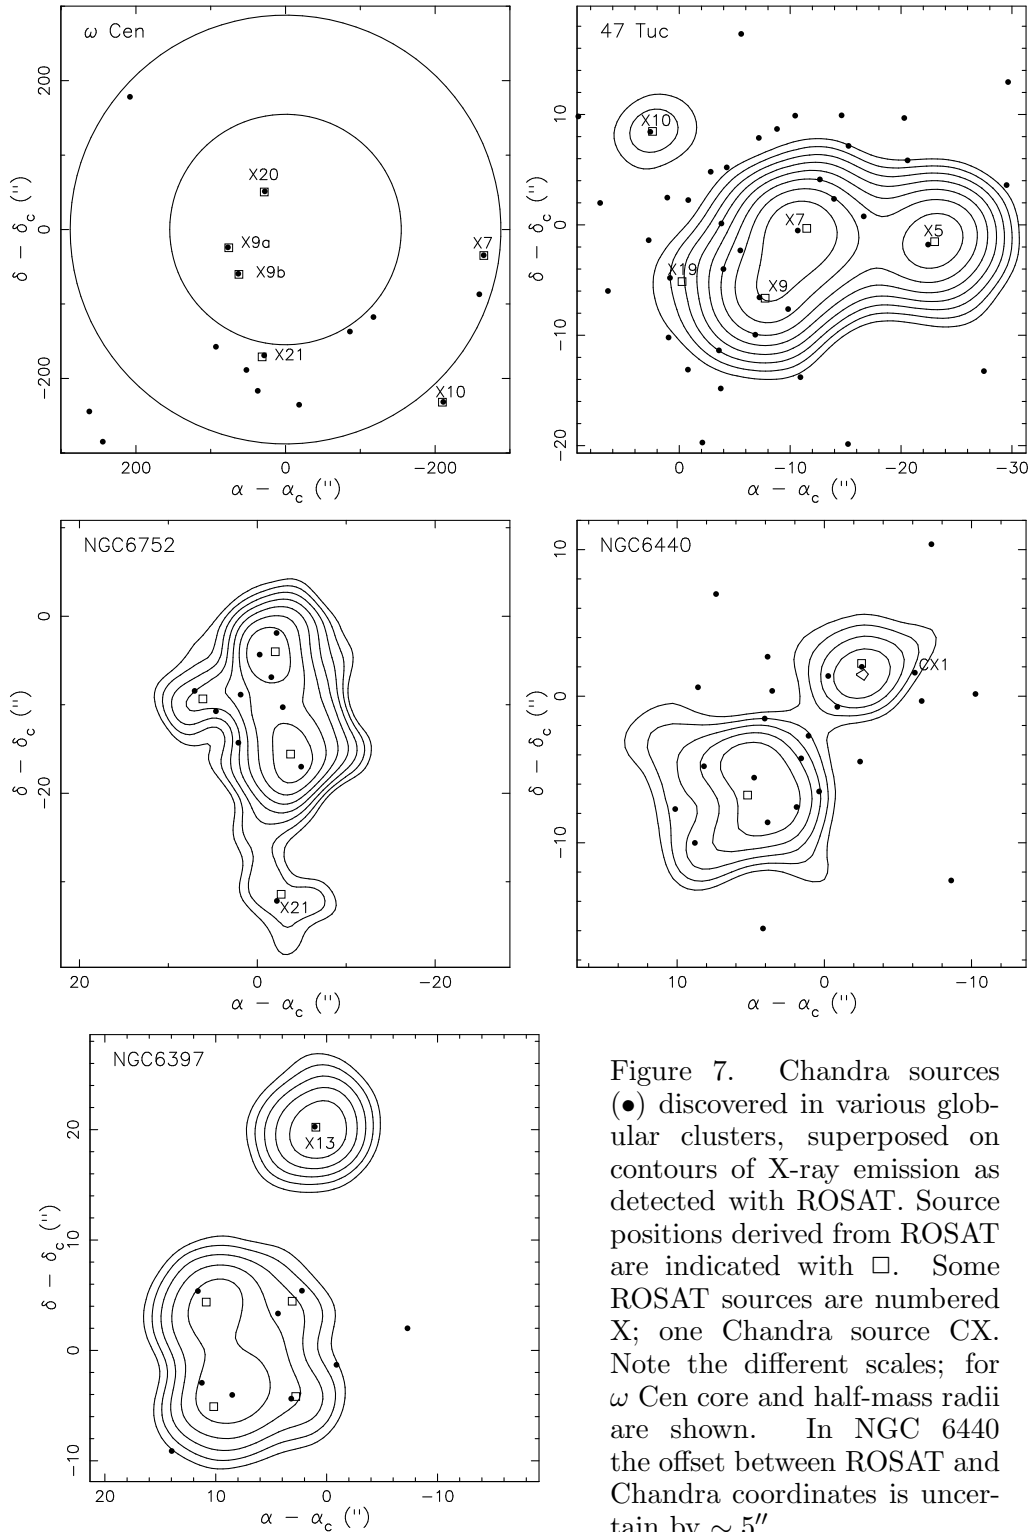 ω Cen
X20
X9a
X9b
X7
X21
X10
200
0
−200
δ − δc (")
200 0 −200
α − αc (")
47 Tuc
X10
X7
X5
X19
X9
10
0
−10
−20
δ − δc (")
0 −10 −20 −30
α − αc (")
NGC6752
X21
0
−20
δ − δc (")
20 0 −20
α − αc (")
NGC6440
CX1
10
0
−10
δ − δc (")
10 0 −10
α − αc (")
NGC6397
X13
20
10
0
−10
δ − δc (")
20 10 0 −10
α − αc (")
Figure 7. Chandra sources
(•) discovered in various glob-
ular clusters, superposed on
contours of X-ray emission as
detected with ROSAT. Source
positions derived from ROSAT
are indicated with □. Some
ROSAT sources are numbered
X; one Chandra source CX.
Note the different scales; for
ω Cen core and half-mass radii
are shown. In NGC 6440
the offset between ROSAT and
Chandra coordinates is uncer-
tain by ∼ 5″